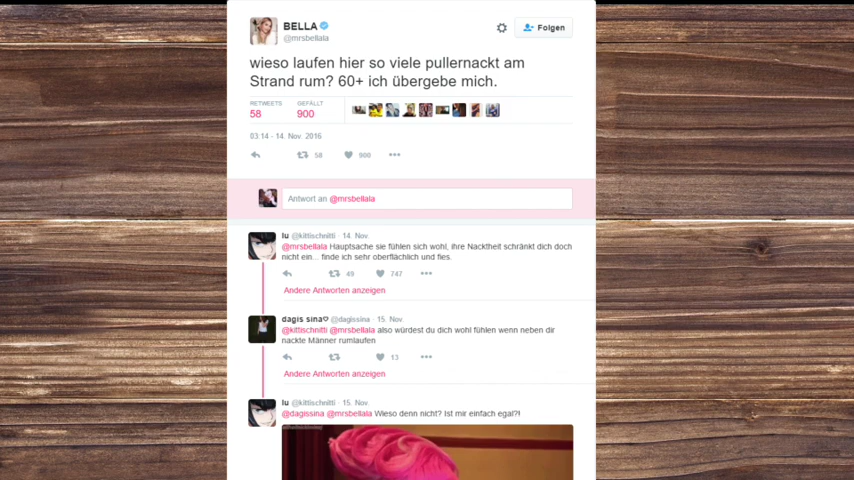 BELLA
@mrsbellala
Folgen
wieso laufen hier so viele pullernackt am
Strand rum? 60+ ich übergebe mich.
RETWEETS GEFÄLLT
58 900
03:14 - 14. Nov. 2016
58 900
Antwort an @mrsbellala
lu @kittischnitti · 14. Nov.
@mrsbellala Hauptsache sie fühlen sich wohl, ihre Nacktheit schränkt dich doch
nicht ein... finde ich sehr oberflächlich und fies.
49 747
Andere Antworten anzeigen
dagis sina♡ @dagissina · 15. Nov.
@kittischnitti @mrsbellala also würdest du dich wohl fühlen wenn neben dir
nackte Männer rumlaufen
13
Andere Antworten anzeigen
lu @kittischnitti · 15. Nov.
@dagissina @mrsbellala Wieso denn nicht? Ist mir einfach egal?!